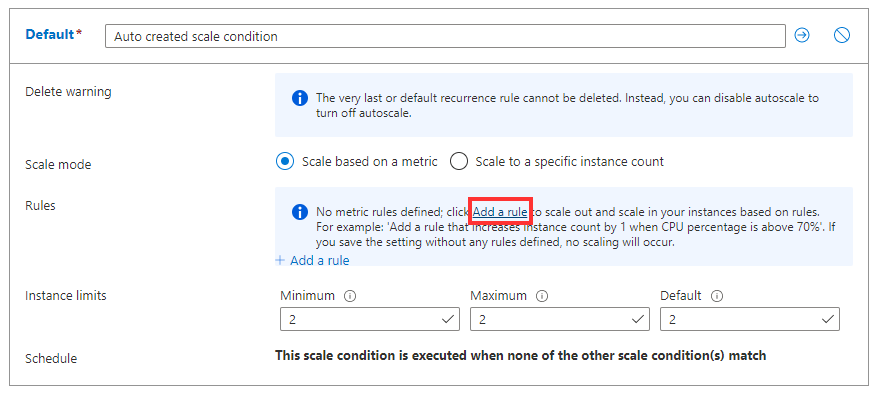 Default*
Auto created scale condition
Delete warning
The very last or default recurrence rule cannot be deleted. Instead, you can disable autoscale to
turn off autoscale.
Scale mode
Scale based on a metric
Scale to a specific instance count
Rules
No metric rules defined; click Add a rule to scale out and scale in your instances based on rules.
For example: 'Add a rule that increases instance count by 1 when CPU percentage is above 70%'. If
you save the setting without any rules defined, no scaling will occur.
+ Add a rule
Instance limits
Minimum
Maximum
Default
2
2
2
Schedule
This scale condition is executed when none of the other scale condition(s) match